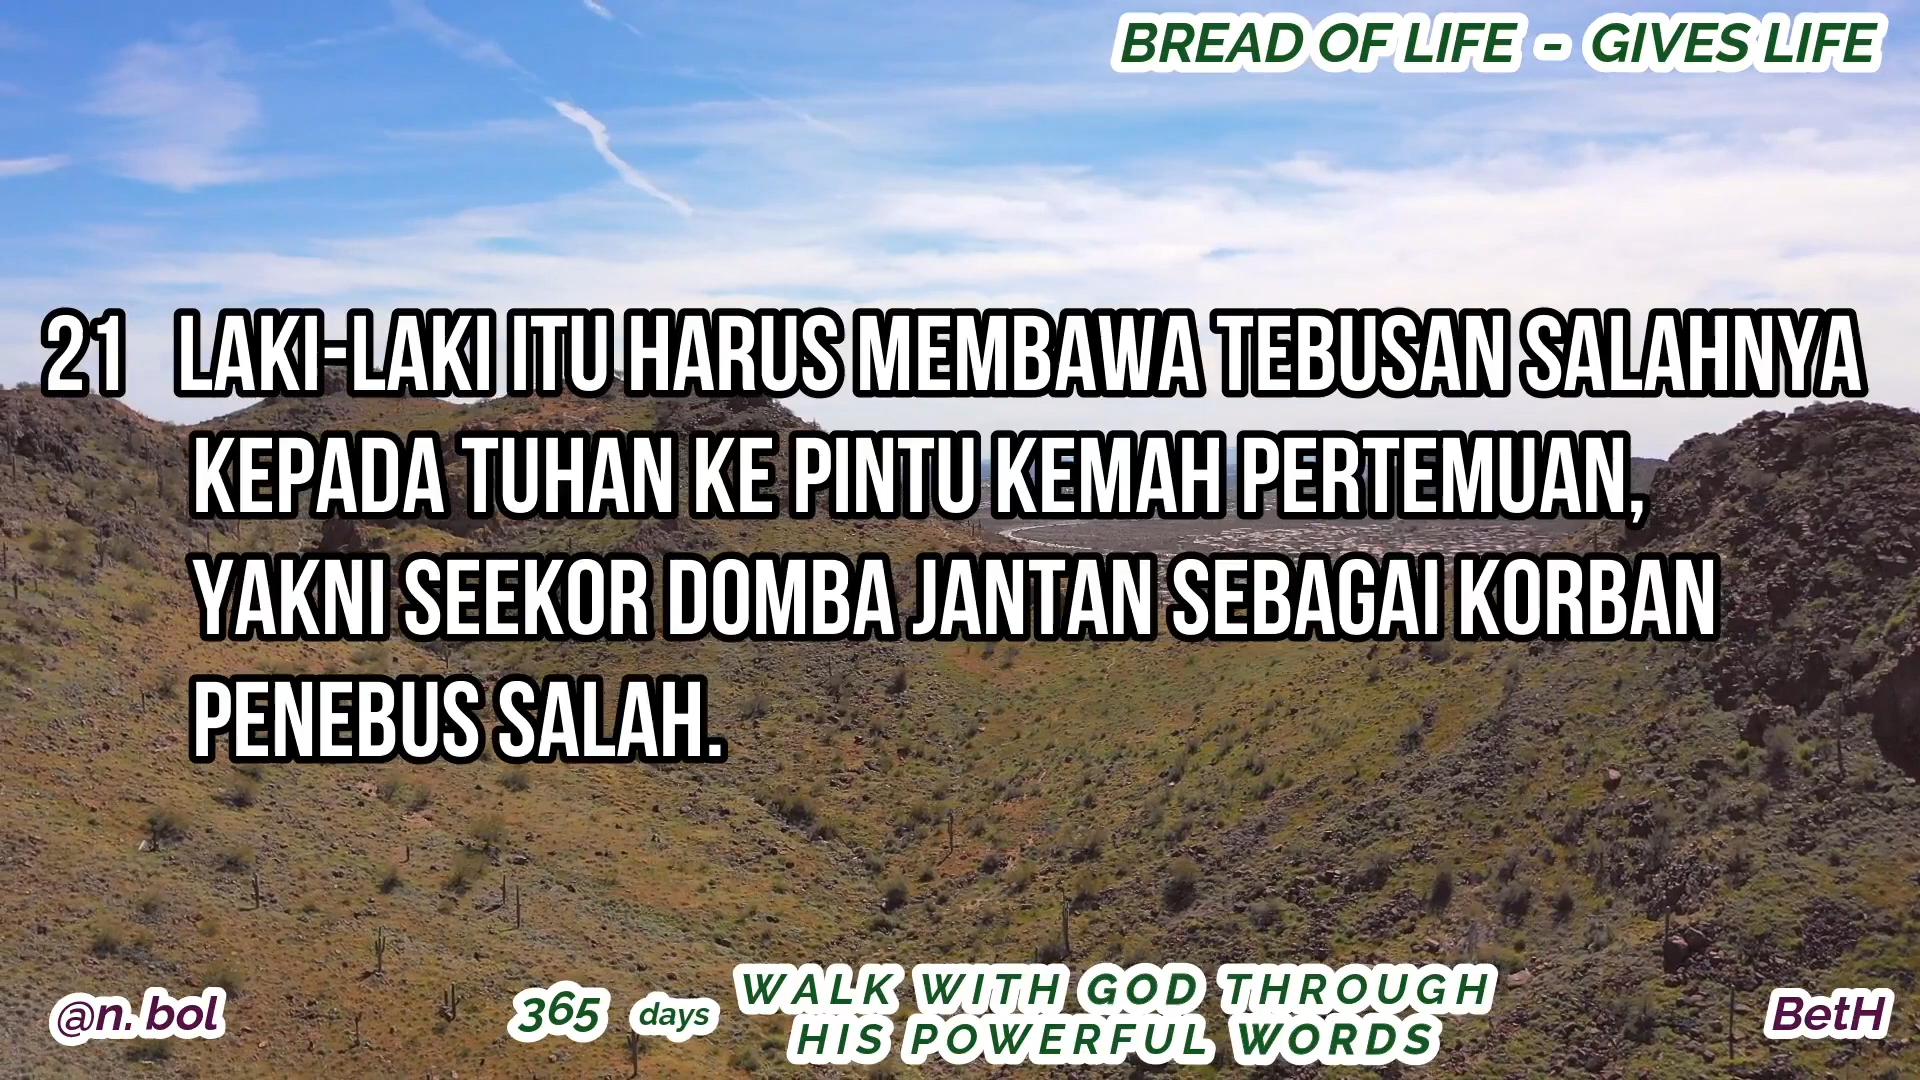 BREAD OF LIFE - GIVES LIFE
21 LAKI-LAKI ITU HARUS MEMBAWA TEBUSAN SALAHNYA
KEPADA TUHAN KE PINTU KEMAH PERTEMUAN,
YAKNI SEEKOR DOMBA JANTAN SEBAGAI KORBAN
PENEBUS SALAH.
@n. bol
365 days
WALK WITH GOD THROUGH
HIS POWERFUL WORDS
BetH